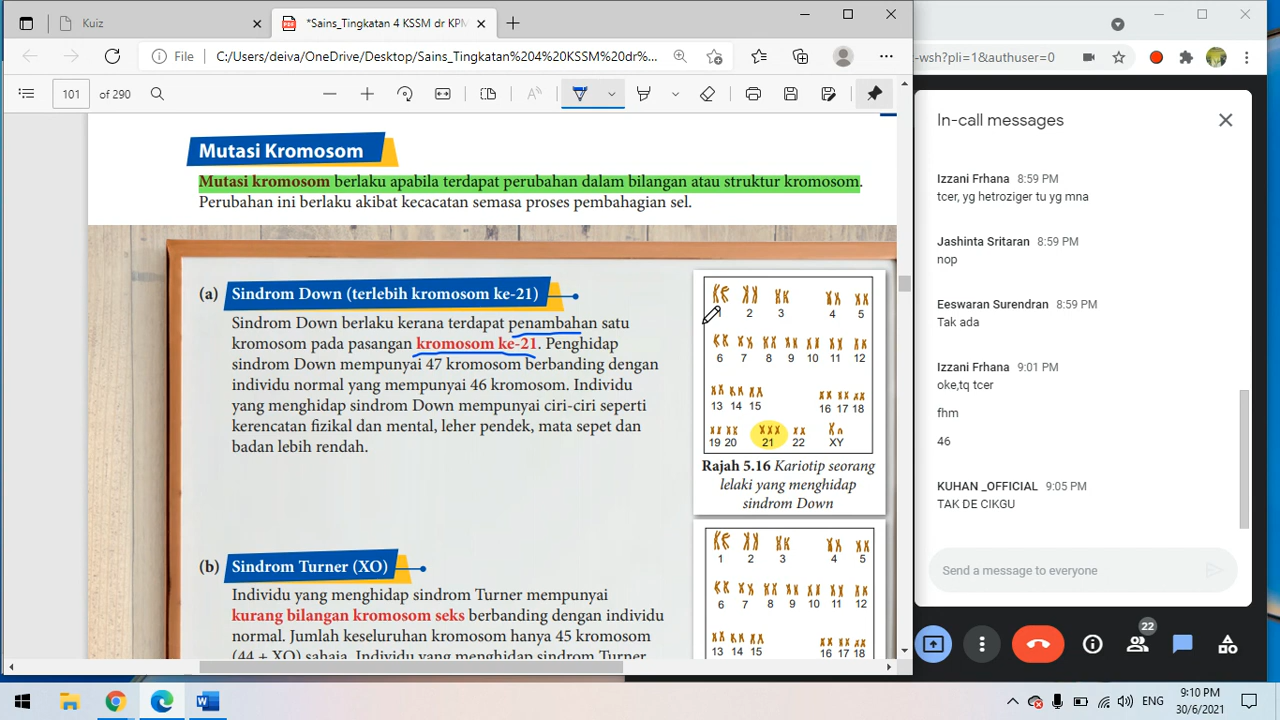 Kuiz
*Sains_Tingkatan 4 KSSM dr KPM
File C:/Users/deiva/OneDrive/Desktop/Sains_Tingkatan%204%20KSSM%20dr%...
-wsh?pli=1&authuser=0
101 of 290
Mutasi Kromosom
Mutasi kromosom berlaku apabila terdapat perubahan dalam bilangan atau struktur kromosom.
Perubahan ini berlaku akibat kecacatan semasa proses pembahagian sel.
(a) Sindrom Down (terlebih kromosom ke-21)
Sindrom Down berlaku kerana terdapat penambahan satu
kromosom pada pasangan kromosom ke-21. Penghidap
sindrom Down mempunyai 47 kromosom berbanding dengan
individu normal yang mempunyai 46 kromosom. Individu
yang menghidap sindrom Down mempunyai ciri-ciri seperti
kerencatan fizikal dan mental, leher pendek, mata sepet dan
badan lebih rendah.
2 3 4 5
6 7 8 9 10 11 12
13 14 15 16 17 18
19 20 21 22 XY
Rajah 5.16 Kariotip seorang
lelaki yang menghidap
sindrom Down
(b) Sindrom Turner (XO)
Individu yang menghidap sindrom Turner mempunyai
kurang bilangan kromosom seks berbanding dengan individu
normal. Jumlah keseluruhan kromosom hanya 45 kromosom
(44 + XO) sahaja. Individu yang menghidap sindrom Turner
1 2 3 4 5
6 7 8 9 10 11 12
13 14 15 16 17 18
In-call messages
Izzani Frhana 8:59 PM
tcer, yg hetroziger tu yg mna
Jashinta Sritaran 8:59 PM
nop
Eeswaran Surendran 8:59 PM
Tak ada
Izzani Frhana 9:01 PM
oke,tq tcer
fhm
46
KUHAN _OFFICIAL 9:05 PM
TAK DE CIKGU
Send a message to everyone
22
ENG
9:10 PM
30/6/2021